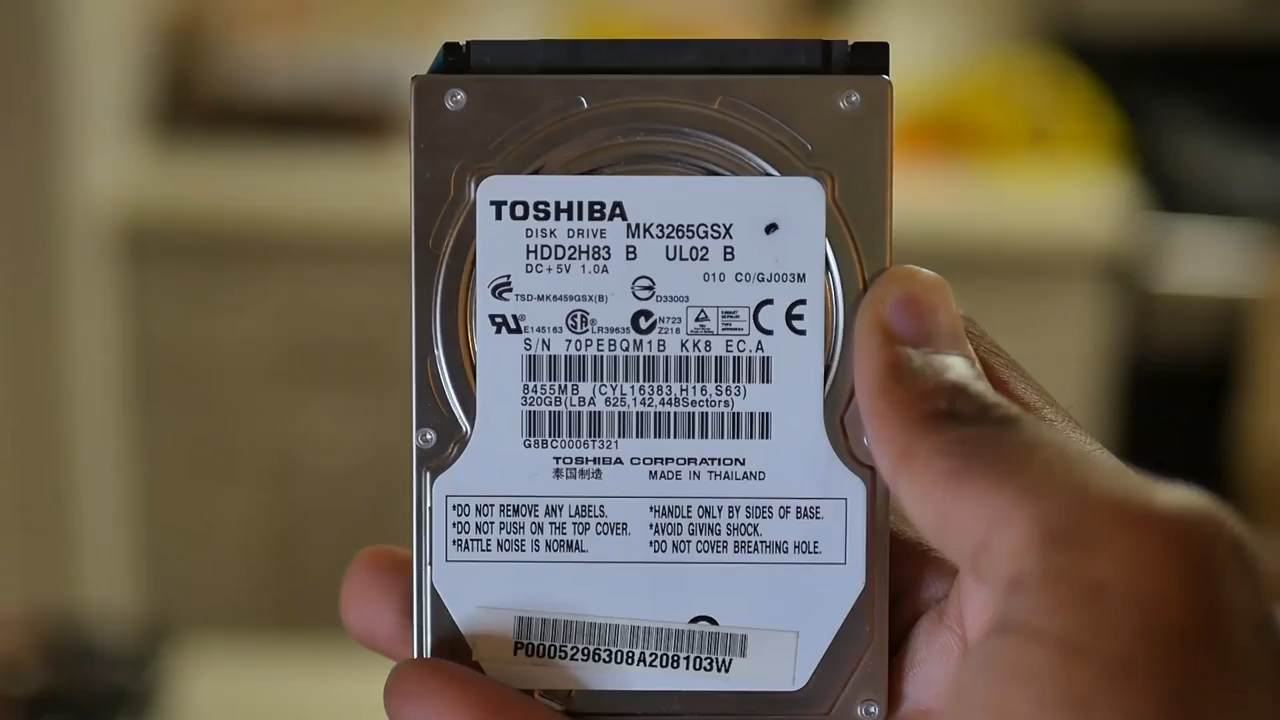 TOSHIBA
DISK DRIVE MK3265GSX
HDD2H83 B UL02 B
DC+5V 1.0A
010 C0/GJ003M
TSD-MK6459GSX(B) D33003
E145163 LR39635 N723
Z218
S/N 70PEBQM1B KK8 EC.A
8455MB (CYL16383,H16,S63)
320GB(LBA 625,142,448Sectors)
G8BC0006T321
TOSHIBA CORPORATION
泰国制造 MADE IN THAILAND
*DO NOT REMOVE ANY LABELS. *HANDLE ONLY BY SIDES OF BASE.
*DO NOT PUSH ON THE TOP COVER. *AVOID GIVING SHOCK.
*RATTLE NOISE IS NORMAL. *DO NOT COVER BREATHING HOLE.
P0005296308A208103W